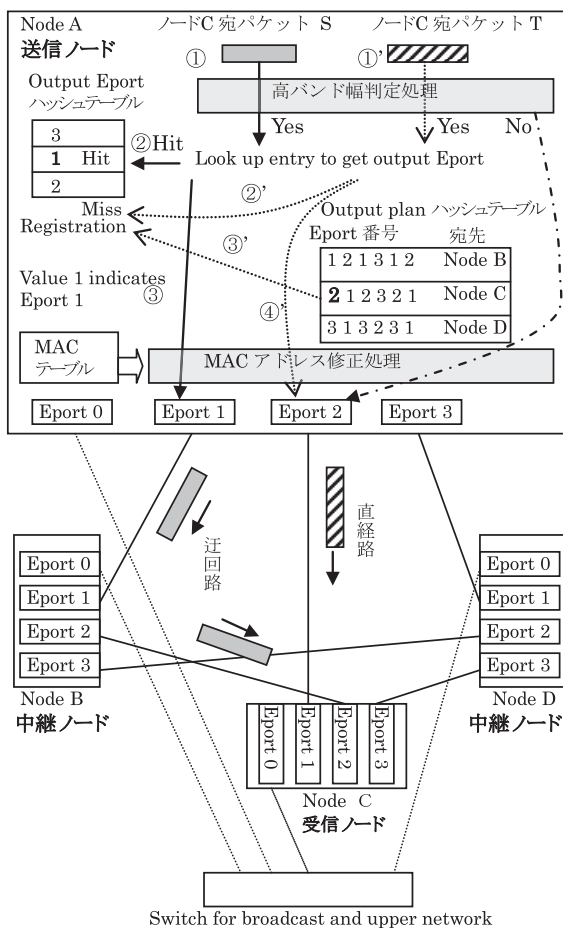 Node A
送信ノード
ノードC 宛パケット S
ノードC 宛パケット T
①
①'
Output Eport
ハッシュテーブル
高バンド幅判定処理
Yes
Yes
No
3
1 Hit
2
②Hit
Look up entry to get output Eport
②'
Miss
Registration
③'
Output plan ハッシュテーブル
Eport 番号
宛先
1 2 1 3 1 2 Node B
2 1 2 3 2 1 Node C
3 1 3 2 3 1 Node D
Value 1 indicates
Eport 1
③
④'
MAC
テーブル
MAC アドレス修正処理
Eport 0
Eport 1
Eport 2
Eport 3
迂回路
直経路
Eport 0
Eport 1
Eport 2
Eport 3
Node B
中継ノード
Eport 0
Eport 1
Eport 2
Eport 3
Node D
中継ノード
Eport 0
Eport 1
Eport 2
Eport 3
Node C
受信ノード
Switch for broadcast and upper network